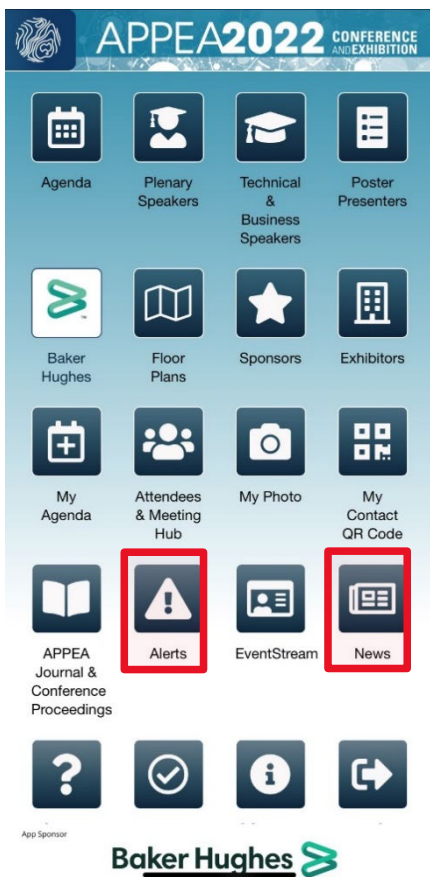 APPEA2022 CONFERENCE
AND EXHIBITION
Agenda
Plenary
Speakers
Technical
&
Business
Speakers
Poster
Presenters
Baker
Hughes
Floor
Plans
Sponsors
Exhibitors
My
Agenda
Attendees
& Meeting
Hub
My Photo
My
Contact
QR Code
APPEA
Journal &
Conference
Proceedings
Alerts
EventStream
News
App Sponsor
Baker Hughes